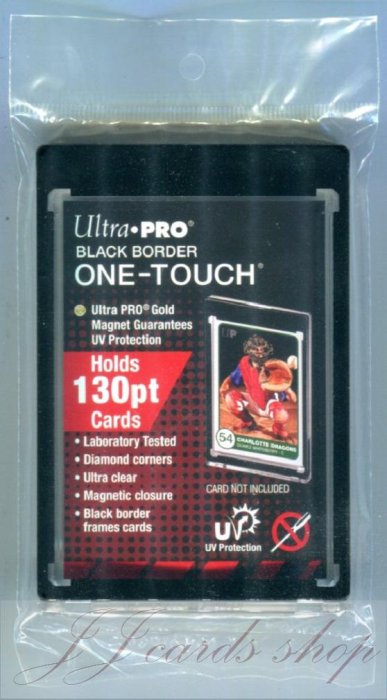 Ultra•PRO®
BLACK BORDER
ONE-TOUCH®
Ultra PRO® Gold
Magnet Guarantees
UV Protection
Holds
130pt
Cards
• Laboratory Tested
• Diamond corners
• Ultra clear
• Magnetic closure
• Black border
frames cards
UP
54
CHARLOTTE DRAGONS
CARD NOT INCLUDED
UV
UV Protection
JJ cards shop